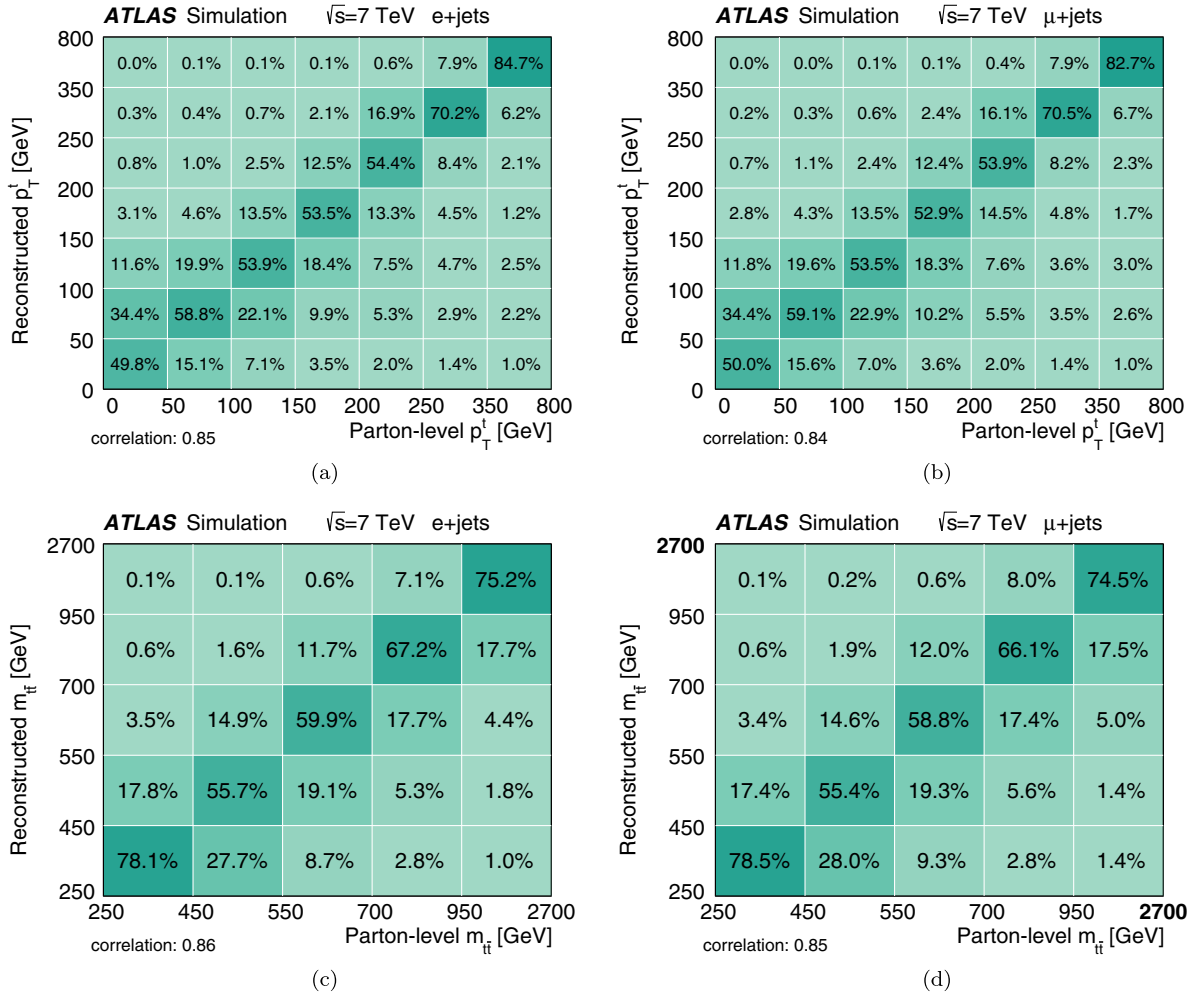 ATLAS Simulation √s=7 TeV e+jets
Reconstructed p_T^t [GeV]
800
0.0% 0.1% 0.1% 0.1% 0.6% 7.9% 84.7%
350
0.3% 0.4% 0.7% 2.1% 16.9% 70.2% 6.2%
250
0.8% 1.0% 2.5% 12.5% 54.4% 8.4% 2.1%
200
3.1% 4.6% 13.5% 53.5% 13.3% 4.5% 1.2%
150
11.6% 19.9% 53.9% 18.4% 7.5% 4.7% 2.5%
100
34.4% 58.8% 22.1% 9.9% 5.3% 2.9% 2.2%
50
49.8% 15.1% 7.1% 3.5% 2.0% 1.4% 1.0%
0
0 50 100 150 200 250 350 800
correlation: 0.85 Parton-level p_T^t [GeV]
(a)
ATLAS Simulation √s=7 TeV μ+jets
Reconstructed p_T^t [GeV]
800
0.0% 0.0% 0.1% 0.1% 0.4% 7.9% 82.7%
350
0.2% 0.3% 0.6% 2.4% 16.1% 70.5% 6.7%
250
0.7% 1.1% 2.4% 12.4% 53.9% 8.2% 2.3%
200
2.8% 4.3% 13.5% 52.9% 14.5% 4.8% 1.7%
150
11.8% 19.6% 53.5% 18.3% 7.6% 3.6% 3.0%
100
34.4% 59.1% 22.9% 10.2% 5.5% 3.5% 2.6%
50
50.0% 15.6% 7.0% 3.6% 2.0% 1.4% 1.0%
0
0 50 100 150 200 250 350 800
correlation: 0.84 Parton-level p_T^t [GeV]
(b)
ATLAS Simulation √s=7 TeV e+jets
Reconstructed m_tt̄ [GeV]
2700
0.1% 0.1% 0.6% 7.1% 75.2%
950
0.6% 1.6% 11.7% 67.2% 17.7%
700
3.5% 14.9% 59.9% 17.7% 4.4%
550
17.8% 55.7% 19.1% 5.3% 1.8%
450
78.1% 27.7% 8.7% 2.8% 1.0%
250
250 450 550 700 950 2700
correlation: 0.86 Parton-level m_tt̄ [GeV]
(c)
ATLAS Simulation √s=7 TeV μ+jets
Reconstructed m_tt̄ [GeV]
2700
0.1% 0.2% 0.6% 8.0% 74.5%
950
0.6% 1.9% 12.0% 66.1% 17.5%
700
3.4% 14.6% 58.8% 17.4% 5.0%
550
17.4% 55.4% 19.3% 5.6% 1.4%
450
78.5% 28.0% 9.3% 2.8% 1.4%
250
250 450 550 700 950 2700
correlation: 0.85 Parton-level m_tt̄ [GeV]
(d)